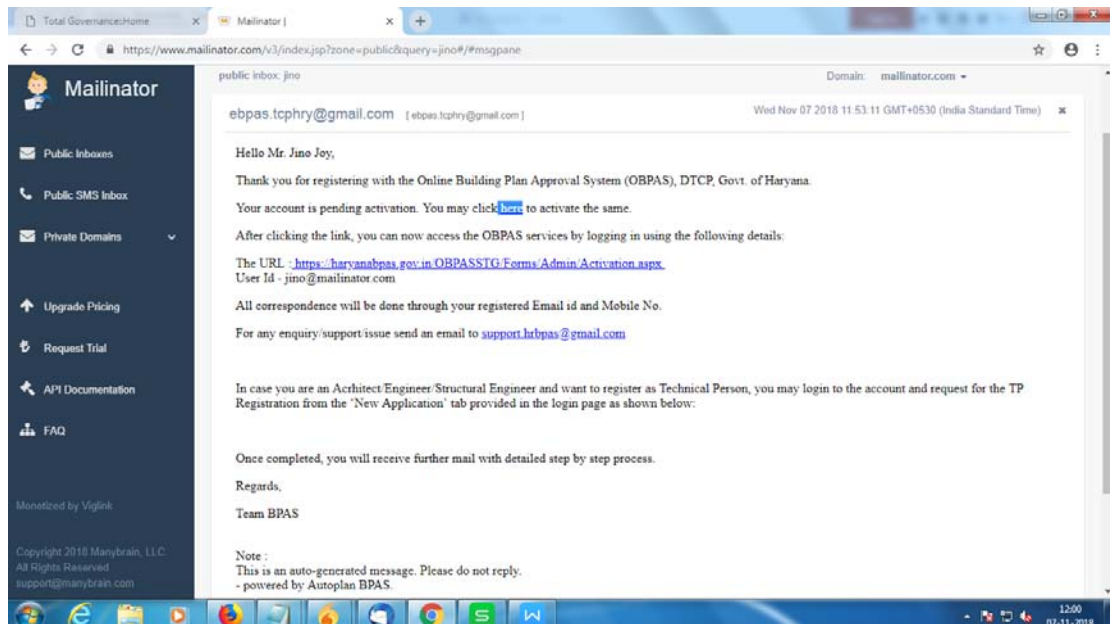 Total Governance:Home
Mailinator |
https://www.mailinator.com/v3/index.jsp?zone=public&query=jino#/#msgpane
Mailinator
Public Inboxes
Public SMS Inbox
Private Domains
Upgrade Pricing
Request Trial
API Documentation
FAQ
Monetized by Viglink
Copyright 2018 Manybrain, LLC.
All Rights Reserved
support@manybrain.com
public inbox: jino
Domain: mailinator.com
ebpas.tcphry@gmail.com [ebpas.tcphry@gmail.com]
Wed Nov 07 2018 11:53:11 GMT+0530 (India Standard Time)
Hello Mr. Jino Joy,
Thank you for registering with the Online Building Plan Approval System (OBPAS), DTCP, Govt. of Haryana.
Your account is pending activation. You may click here to activate the same.
After clicking the link, you can now access the OBPAS services by logging in using the following details:
The URL : https://haryanabpas.gov.in/OBPASSTG/Forms/Admin/Activation.aspx
User Id - jino@mailinator.com
All correspondence will be done through your registered Email id and Mobile No.
For any enquiry/support/issue send an email to support.hrbpas@gmail.com
In case you are an Acrhitect/Engineer/Structural Engineer and want to register as Technical Person, you may login to the account and request for the TP
Registration from the 'New Application' tab provided in the login page as shown below:
Once completed, you will receive further mail with detailed step by step process.
Regards,
Team BPAS
Note :
This is an auto-generated message. Please do not reply.
- powered by Autoplan BPAS.
12:00
07-11-2018